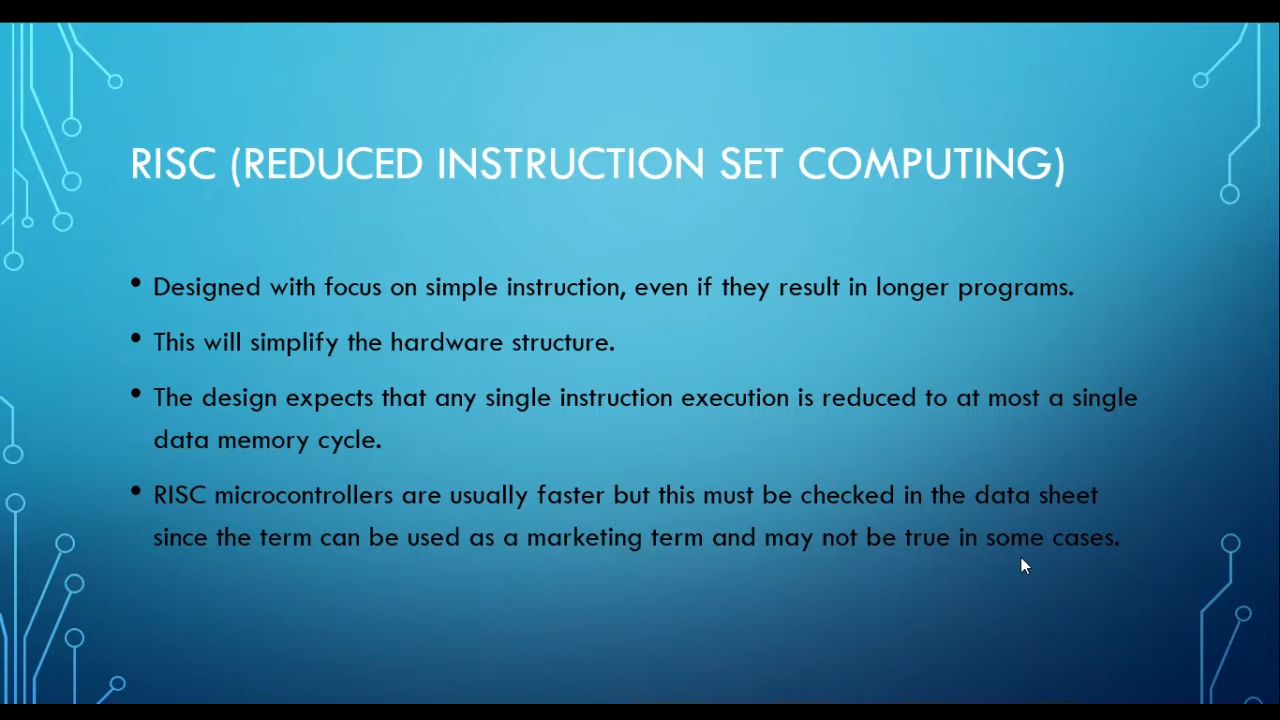 RISC (REDUCED INSTRUCTION SET COMPUTING)
• Designed with focus on simple instruction, even if they result in longer programs.
• This will simplify the hardware structure.
• The design expects that any single instruction execution is reduced to at most a single
data memory cycle.
• RISC microcontrollers are usually faster but this must be checked in the data sheet
since the term can be used as a marketing term and may not be true in some cases.